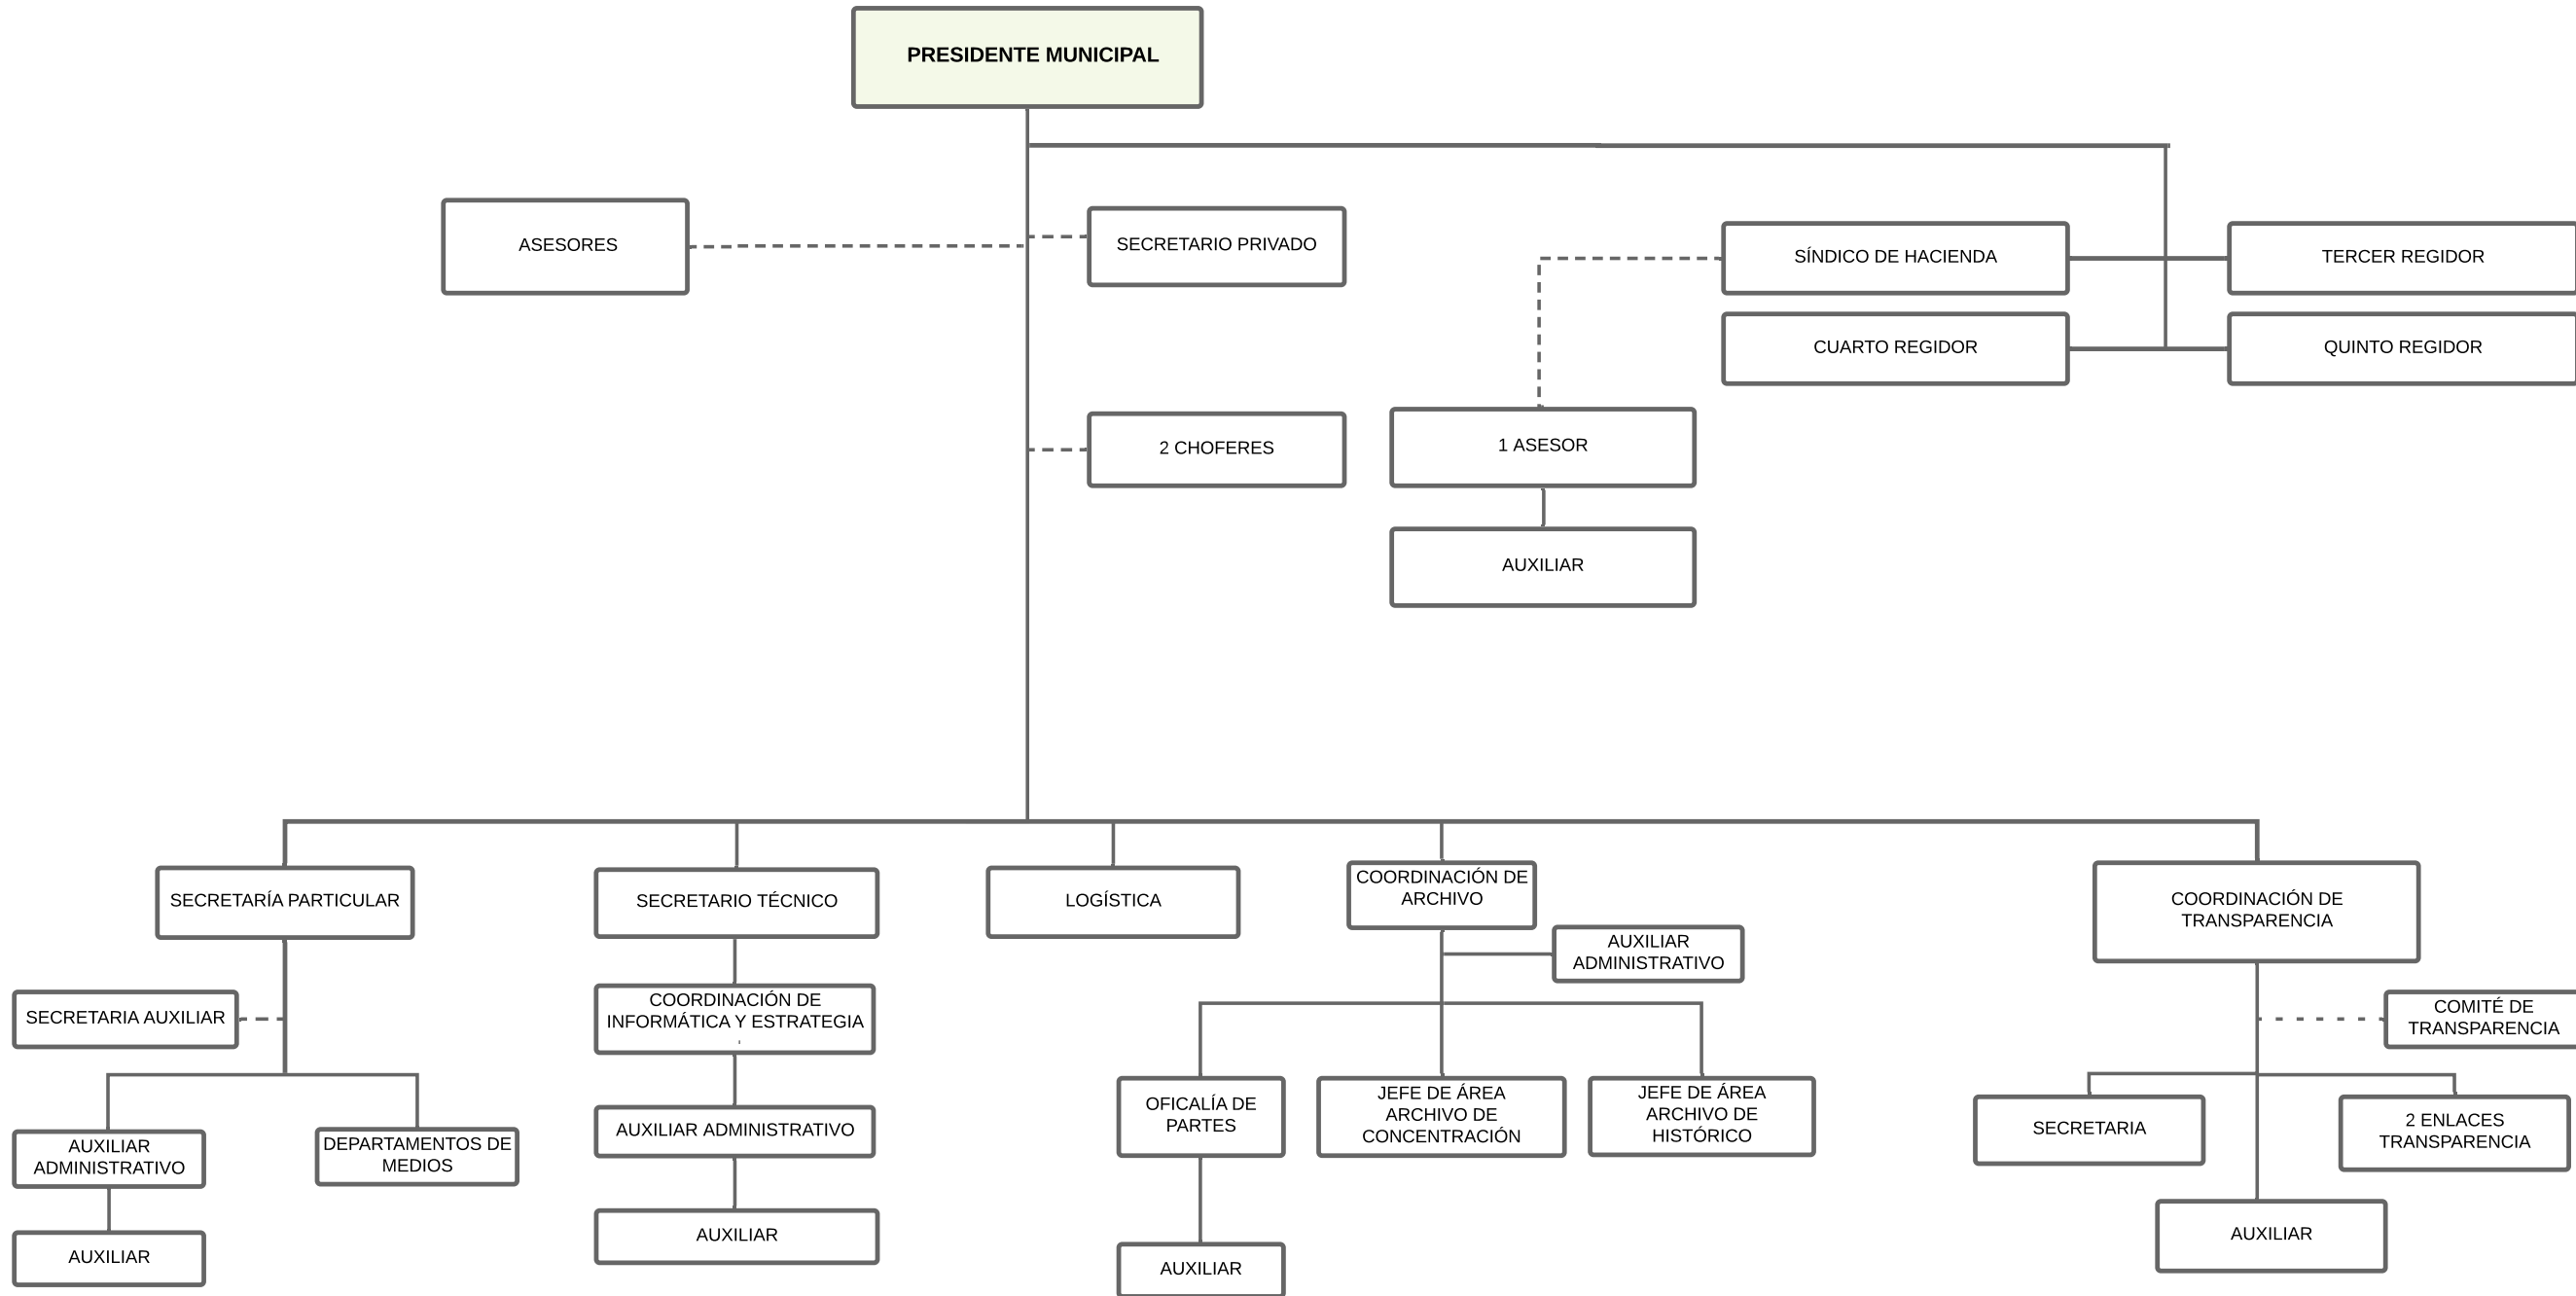 PRESIDENTE MUNICIPAL
ASESORES
SECRETARIO PRIVADO
SÍNDICO DE HACIENDA
TERCER REGIDOR
CUARTO REGIDOR
QUINTO REGIDOR
2 CHOFERES
1 ASESOR
AUXILIAR
SECRETARÍA PARTICULAR
SECRETARIO TÉCNICO
LOGÍSTICA
COORDINACIÓN DE
ARCHIVO
COORDINACIÓN DE
TRANSPARENCIA
AUXILIAR
ADMINISTRATIVO
SECRETARIA AUXILIAR
COORDINACIÓN DE
INFORMÁTICA Y ESTRATEGIA
COMITÉ DE
TRANSPARENCIA
AUXILIAR
ADMINISTRATIVO
DEPARTAMENTOS DE
MEDIOS
AUXILIAR ADMINISTRATIVO
OFICALÍA DE
PARTES
JEFE DE ÁREA
ARCHIVO DE
CONCENTRACIÓN
JEFE DE ÁREA
ARCHIVO DE
HISTÓRICO
SECRETARIA
2 ENLACES
TRANSPARENCIA
AUXILIAR
AUXILIAR
AUXILIAR
AUXILIAR